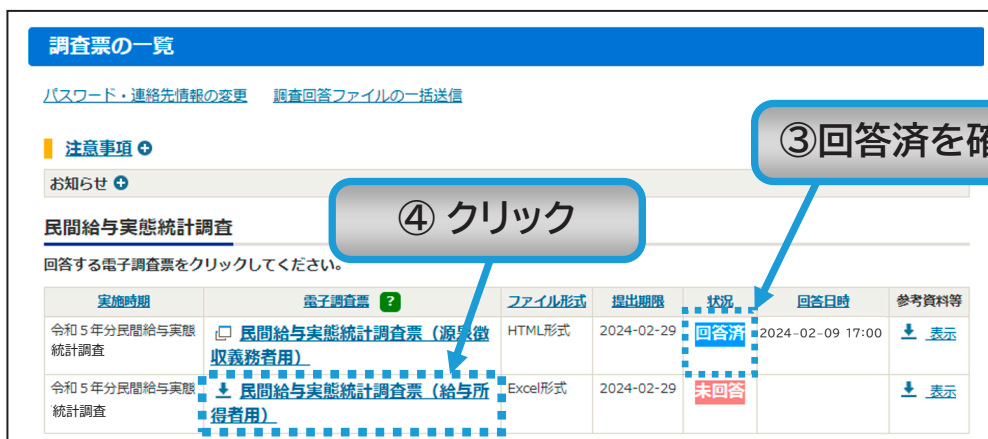 調査票の一覧
パスワード・連絡先情報の変更 調査回答ファイルの一括送信
注意事項
③回答済を確
お知らせ
④ クリック
民間給与実態統計調査
回答する電子調査票をクリックしてください。
実施時期 電子調査票 ? ファイル形式 提出期限 状況 回答日時 参考資料等
令和5年分民間給与実態 民間給与実態統計調査票（源泉徴 HTML形式 2024-02-29 回答済 2024-02-09 17:00 表示
統計調査 収義務者用）
令和5年分民間給与実態 民間給与実態統計調査票（給与所 Excel形式 2024-02-29 未回答 表示
統計調査 得者用）